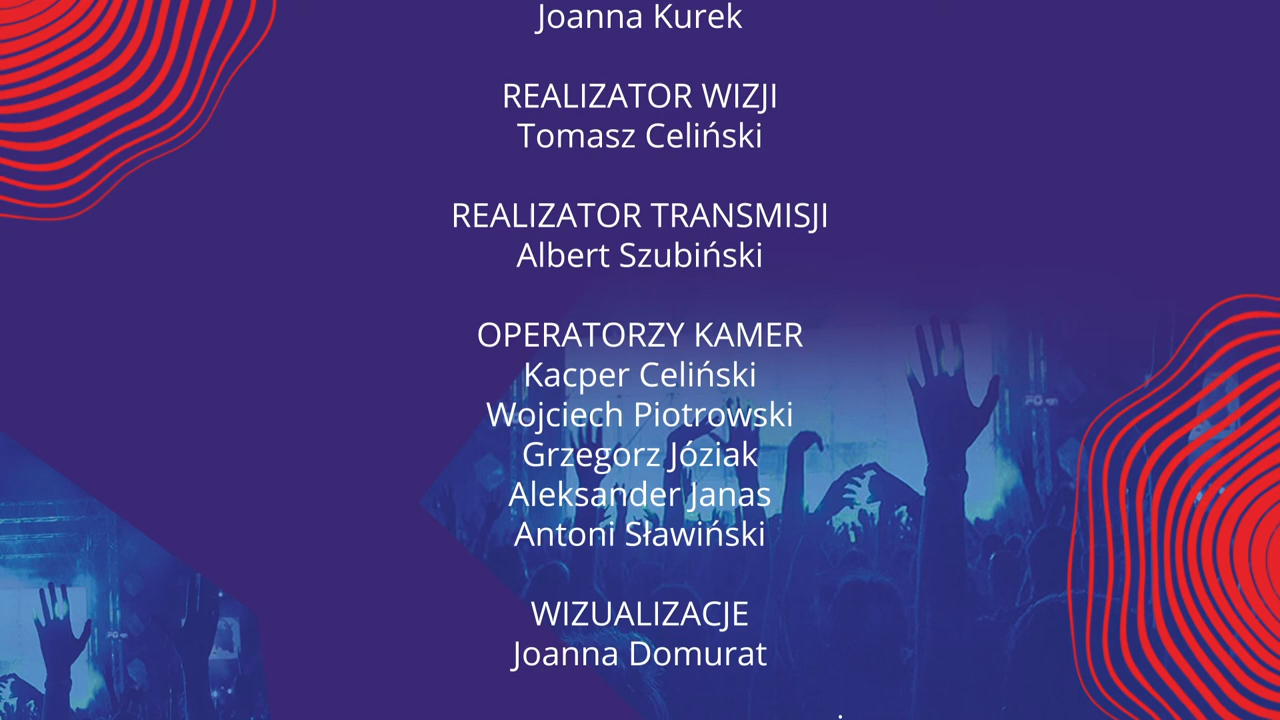 Joanna Kurek
REALIZATOR WIZJI
Tomasz Celiński
REALIZATOR TRANSMISJI
Albert Szubiński
OPERATORZY KAMER
Kacper Celiński
Wojciech Piotrowski
Grzegorz Józiak
Aleksander Janas
Antoni Sławiński
WIZUALIZACJE
Joanna Domurat